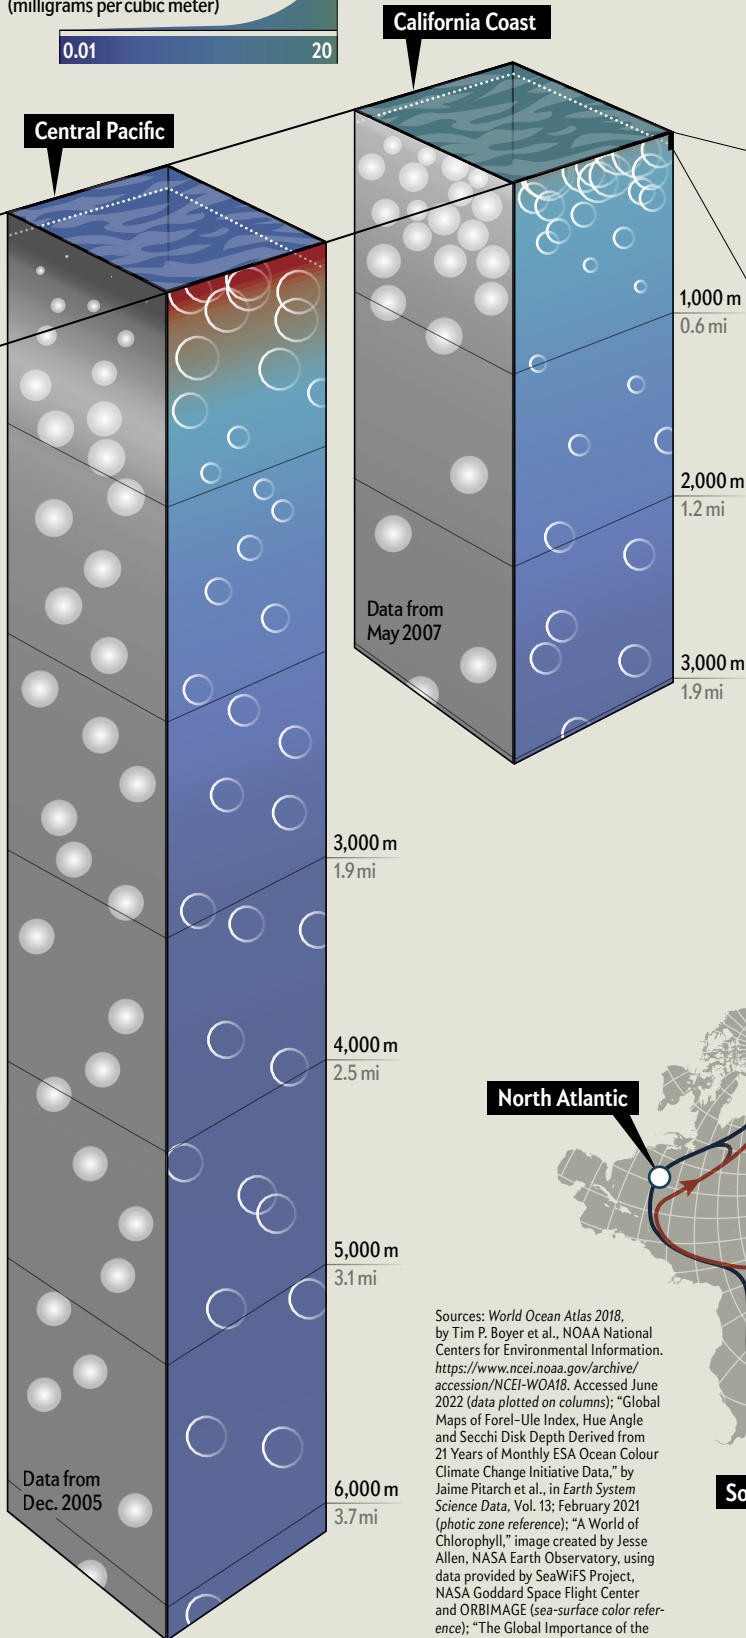 (milligrams per cubic meter)
0.01 20
California Coast
Central Pacific
1,000 m
0.6 mi
2,000 m
1.2 mi
Data from
May 2007
3,000 m
1.9 mi
3,000 m
1.9 mi
4,000 m
2.5 mi
North Atlantic
5,000 m
3.1 mi
Data from
Dec. 2005
6,000 m
3.7 mi
Sources: World Ocean Atlas 2018,
by Tim P. Boyer et al., NOAA National
Centers for Environmental Information.
https://www.ncei.noaa.gov/archive/
accession/NCEI-WOA18. Accessed June
2022 (data plotted on columns); “Global
Maps of Forel–Ule Index, Hue Angle
and Secchi Disk Depth Derived from
21 Years of Monthly ESA Ocean Colour
Climate Change Initiative Data,” by
Jaime Pitarch et al., in Earth System
Science Data, Vol. 13; February 2021
(photic zone reference); “A World of
Chlorophyll,” image created by Jesse
Allen, NASA Earth Observatory, using
data provided by SeaWiFS Project,
NASA Goddard Space Flight Center
and ORBIMAGE (sea-surface color refer-
ence); “The Global Importance of the
So